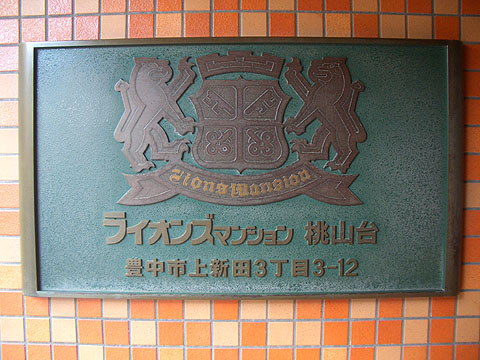 Lions Mansion
ライオンズマンション 桃山台
豊中市上新田3丁目3-12